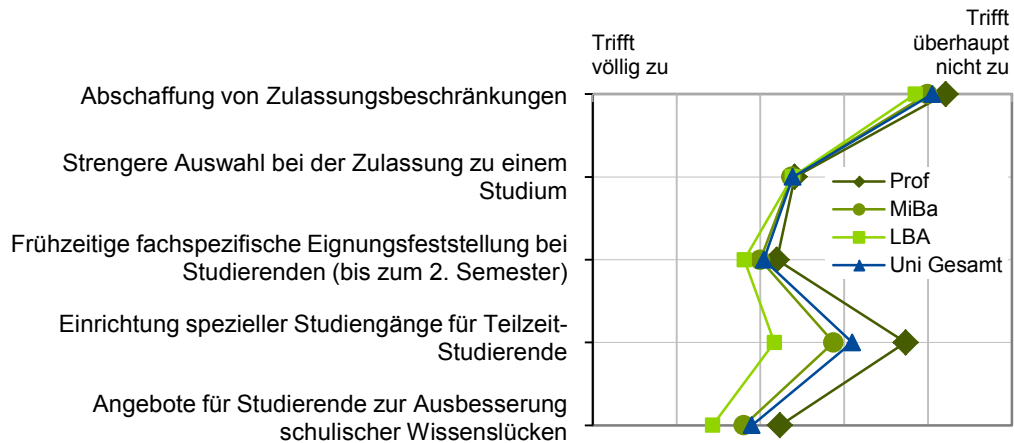 Trifft
völlig zu
Trifft
überhaupt
nicht zu
Abschaffung von Zulassungsbeschränkungen
Strengere Auswahl bei der Zulassung zu einem
Studium
Frühzeitige fachspezifische Eignungsfeststellung bei
Studierenden (bis zum 2. Semester)
Einrichtung spezieller Studiengänge für Teilzeit-
Studierende
Angebote für Studierende zur Ausbesserung
schulischer Wissenslücken
Prof
MiBa
LBA
Uni Gesamt